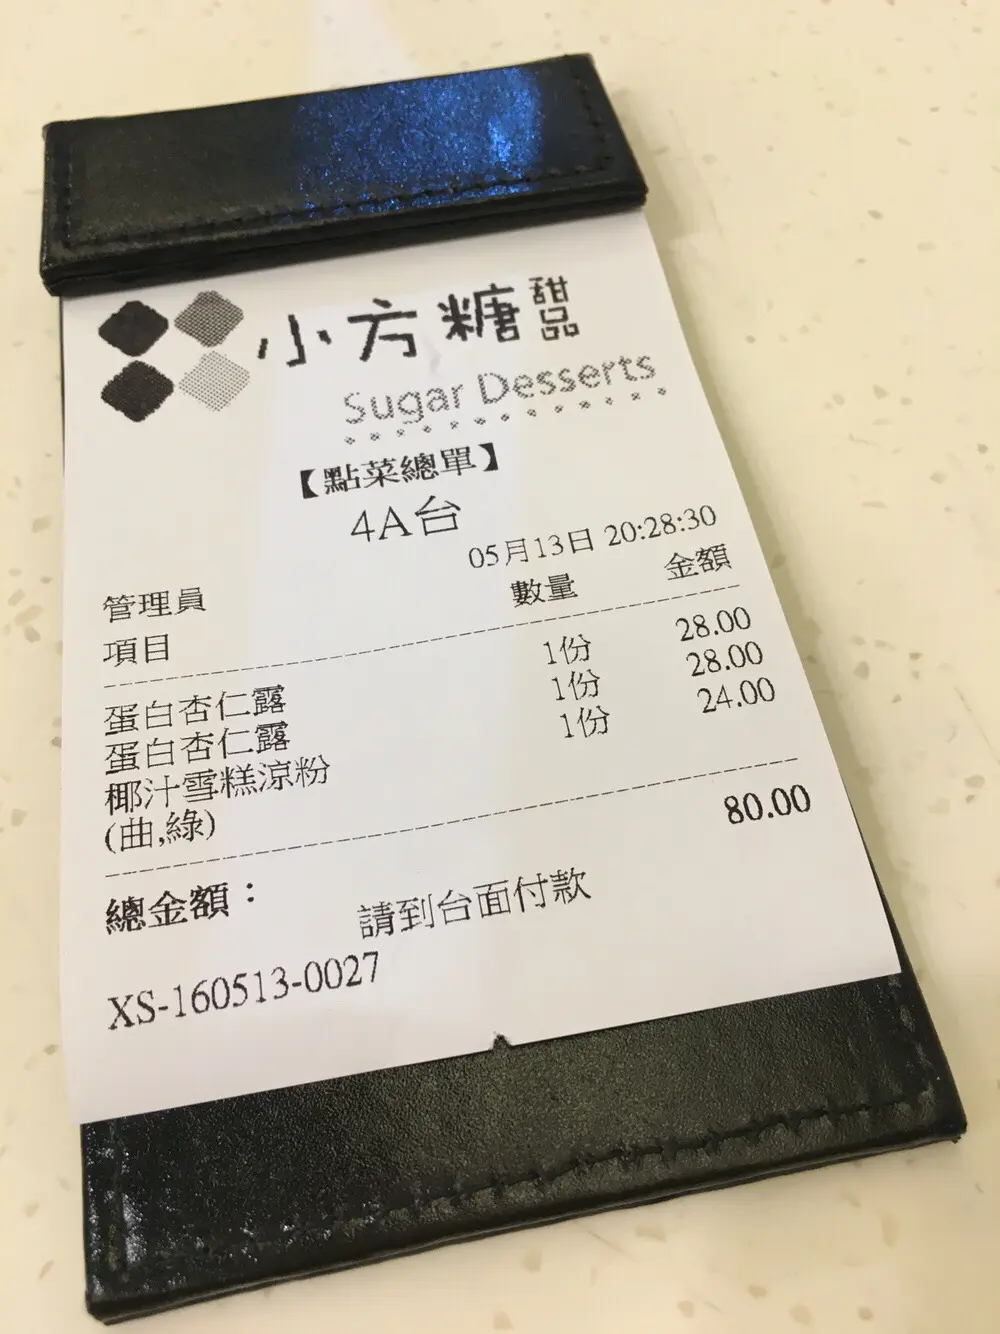 小方糖 甜品
Sugar Desserts
【點菜總單】
4A台
05月13日 20:28:30
管理員
項目 數量 金額
蛋白杏仁露 1份 28.00
蛋白杏仁露 1份 28.00
椰汁雪糕涼粉 1份 24.00
(曲,綠)
總金額： 80.00
請到台面付款
XS-160513-0027